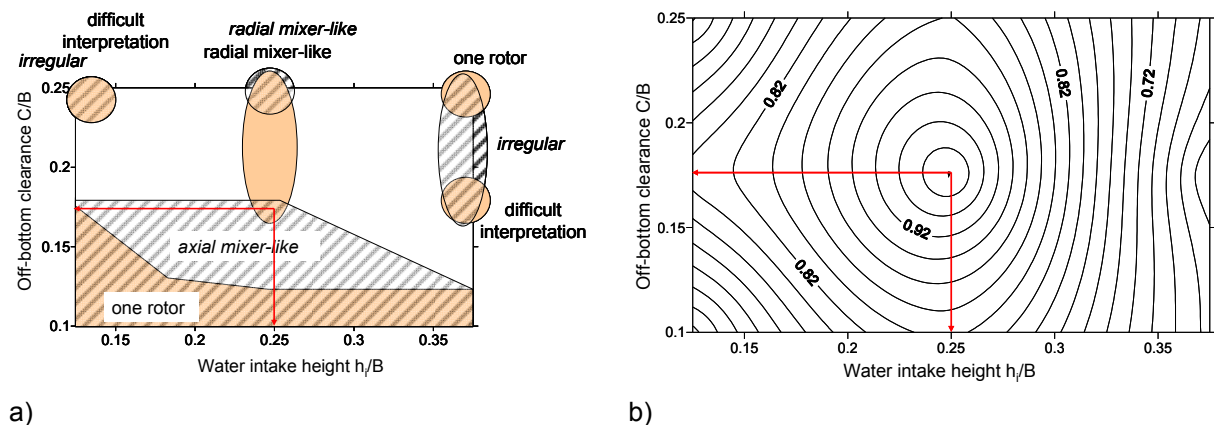 difficult
interpretation
irregular
radial mixer-like
radial mixer-like
one rotor
irregular
difficult
interpretation
axial mixer-like
one rotor
Off-bottom clearance C/B
0.25
0.2
0.15
0.1
0.15 0.2 0.25 0.3 0.35
Water intake height hᵢ/B
a)
Off-bottom clearance C/B
0.25
0.2
0.15
0.1
0.82
0.82
0.72
0.92
0.82
0.15 0.2 0.25 0.3 0.35
Water intake height hᵢ/B
b)